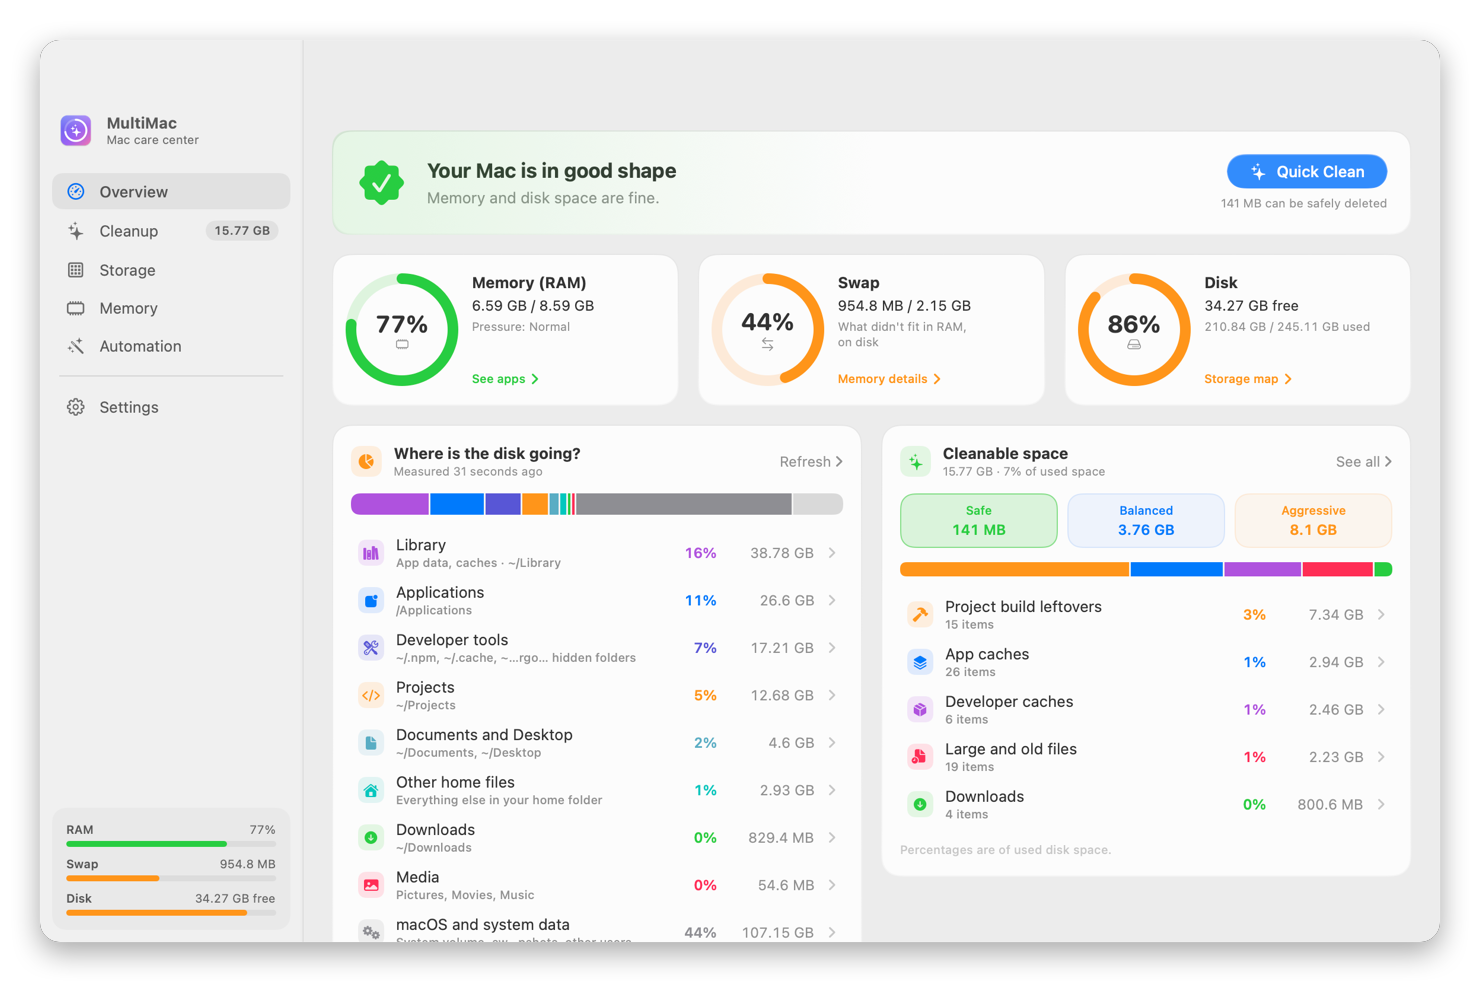 MultiMac
Mac care center
Overview
Cleanup 15.77 GB
Storage
Memory
Automation
Settings
RAM 77%
Swap 954.8 MB
Disk 34.27 GB free
Your Mac is in good shape
Memory and disk space are fine.
Quick Clean
141 MB can be safely deleted
77%
Memory (RAM)
6.59 GB / 8.59 GB
Pressure: Normal
See apps
44%
Swap
954.8 MB / 2.15 GB
What didn't fit in RAM,
on disk
Memory details
86%
Disk
34.27 GB free
210.84 GB / 245.11 GB used
Storage map
Where is the disk going?
Measured 31 seconds ago
Refresh
Library
App data, caches · ~/Library
16% 38.78 GB
Applications
/Applications
11% 26.6 GB
Developer tools
~/.npm, ~/.cache, ~...rgo... hidden folders
7% 17.21 GB
Projects
~/Projects
5% 12.68 GB
Documents and Desktop
~/Documents, ~/Desktop
2% 4.6 GB
Other home files
Everything else in your home folder
1% 2.93 GB
Downloads
~/Downloads
0% 829.4 MB
Media
Pictures, Movies, Music
0% 54.6 MB
macOS and system data
44% 107.15 GB
Cleanable space
15.77 GB · 7% of used space
See all
Safe
141 MB
Balanced
3.76 GB
Aggressive
8.1 GB
Project build leftovers
15 items
3% 7.34 GB
App caches
26 items
1% 2.94 GB
Developer caches
6 items
1% 2.46 GB
Large and old files
19 items
1% 2.23 GB
Downloads
4 items
0% 800.6 MB
Percentages are of used disk space.